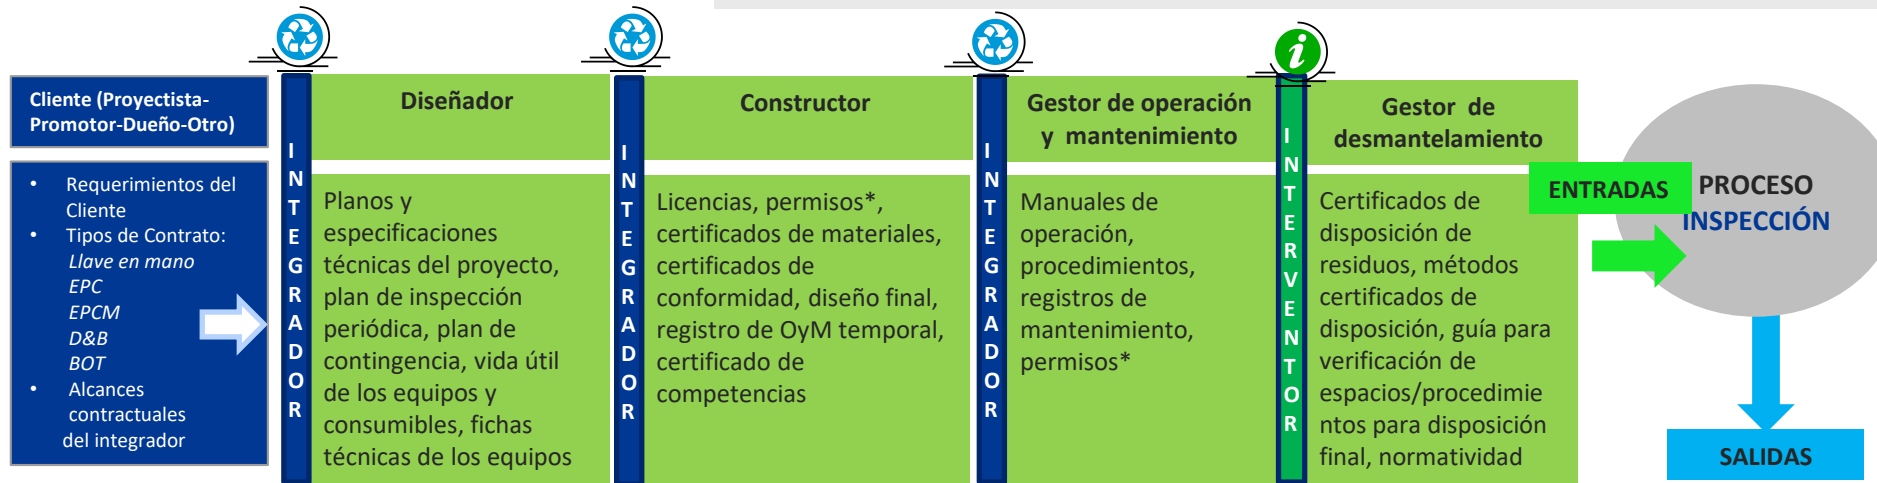 Cliente (Proyectista-
Promotor-Dueño-Otro)
• Requerimientos del
Cliente
• Tipos de Contrato:
Llave en mano
EPC
EPCM
D&B
BOT
• Alcances
contractuales
del integrador
INTEGRADOR
Diseñador
Planos y
especificaciones
técnicas del proyecto,
plan de inspección
periódica, plan de
contingencia, vida útil
de los equipos y
consumibles, fichas
técnicas de los equipos
INTEGRADOR
Constructor
Licencias, permisos*,
certificados de materiales,
certificados de
conformidad, diseño final,
registro de OyM temporal,
certificado de
competencias
INTEGRADOR
Gestor de operación
y mantenimiento
Manuales de
operación,
procedimientos,
registros de
mantenimiento,
permisos*
i
INTERVENTOR
Gestor de
desmantelamiento
Certificados de
disposición de
residuos, métodos
certificados de
disposición, guía para
verificación de
espacios/procedimie
ntos para disposición
final, normatividad
ENTRADAS
PROCESO
INSPECCIÓN
SALIDAS